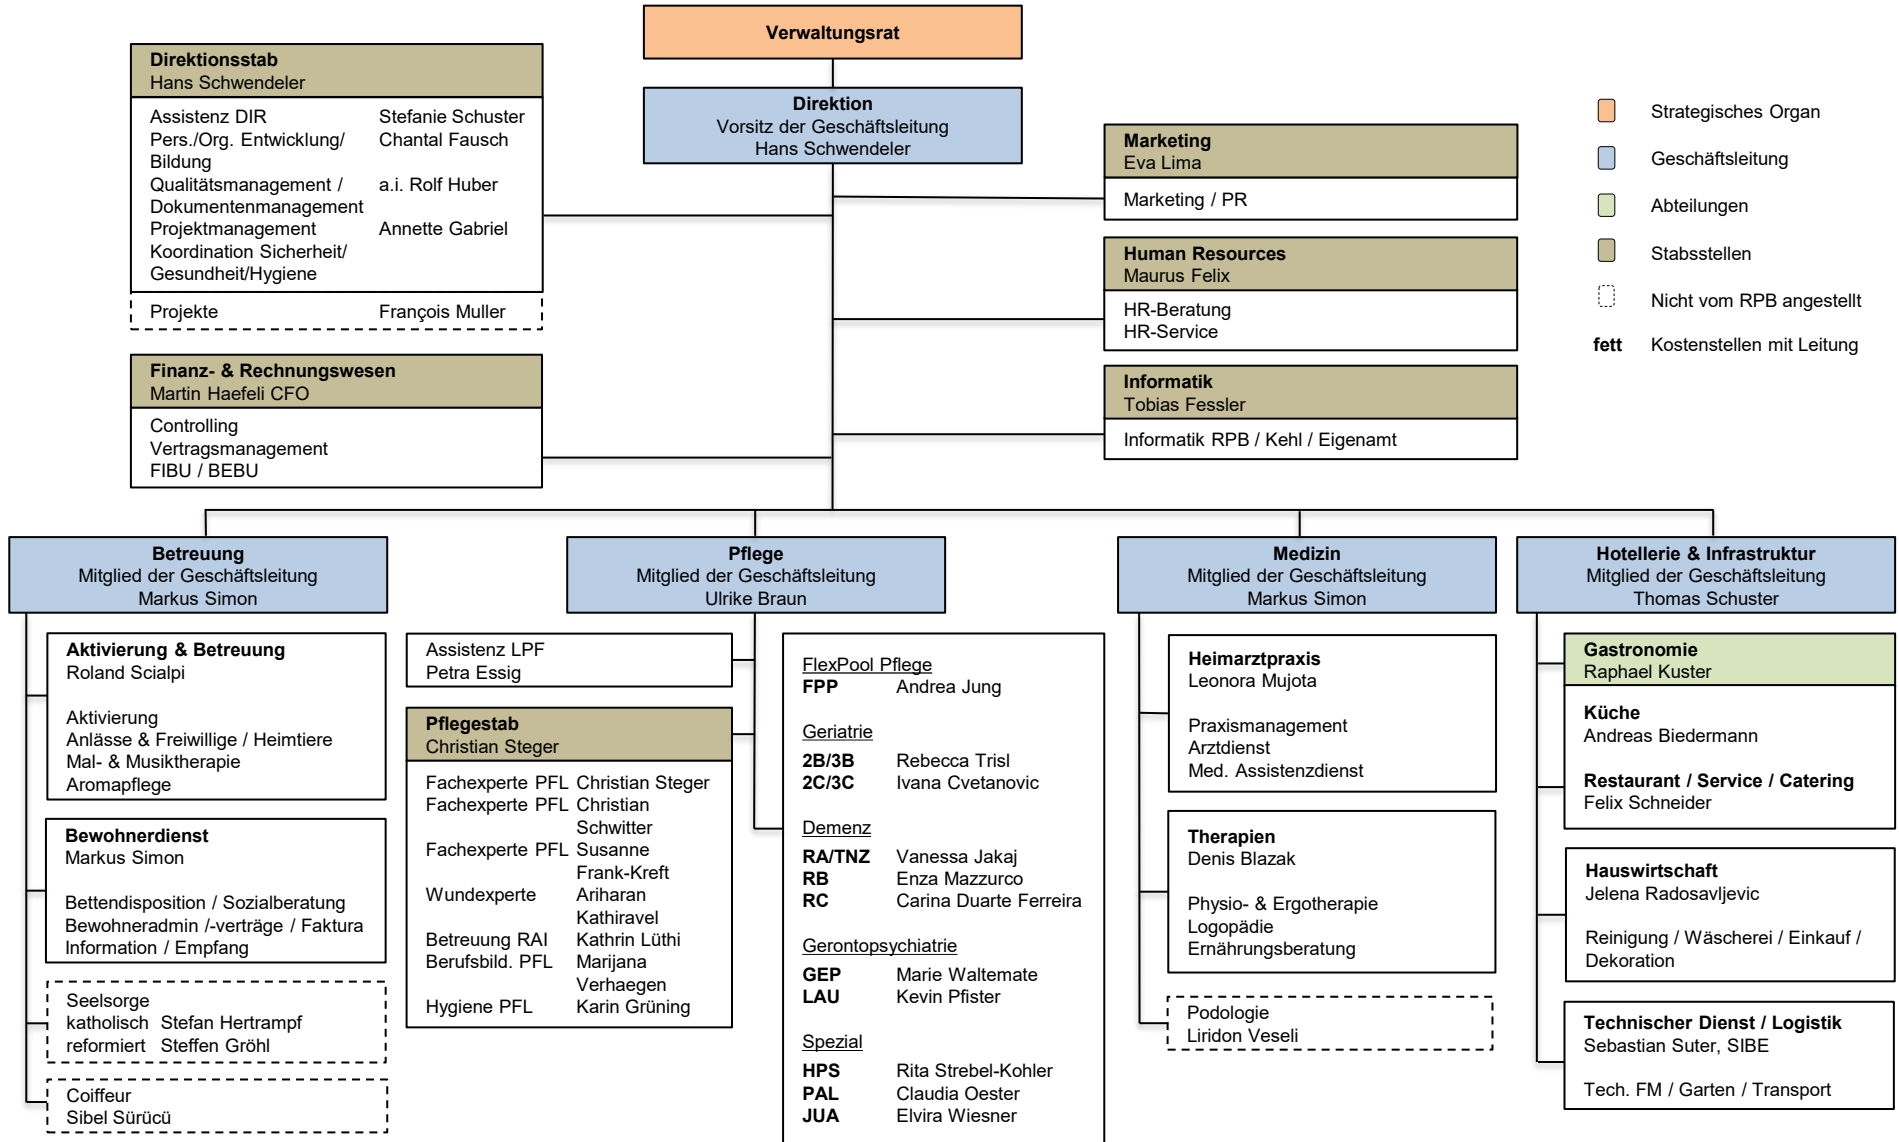 Verwaltungsrat
Direktion
Vorsitz der Geschäftsleitung
Hans Schwendeler
Direktionsstab
Hans Schwendeler
Assistenz DIR Stefanie Schuster
Pers./Org. Entwicklung/ Chantal Fausch
Bildung
Qualitätsmanagement / a.i. Rolf Huber
Dokumentenmanagement
Projektmanagement Annette Gabriel
Koordination Sicherheit/
Gesundheit/Hygiene
Projekte François Muller
Finanz- & Rechnungswesen
Martin Haefeli CFO
Controlling
Vertragsmanagement
FIBU / BEBU
Marketing
Eva Lima
Marketing / PR
Human Resources
Maurus Felix
HR-Beratung
HR-Service
Informatik
Tobias Fessler
Informatik RPB / Kehl / Eigenamt
Strategisches Organ
Geschäftsleitung
Abteilungen
Stabsstellen
Nicht vom RPB angestellt
fett Kostenstellen mit Leitung
Betreuung
Mitglied der Geschäftsleitung
Markus Simon
Aktivierung & Betreuung
Roland Scialpi
Aktivierung
Anlässe & Freiwillige / Heimtiere
Mal- & Musiktherapie
Aromapflege
Bewohnerdienst
Markus Simon
Bettendisposition / Sozialberatung
Bewohneradmin /-verträge / Faktura
Information / Empfang
Seelsorge
katholisch Stefan Hertrampf
reformiert Steffen Gröhl
Coiffeur
Sibel Sürücü
Pflege
Mitglied der Geschäftsleitung
Ulrike Braun
Assistenz LPF
Petra Essig
Pflegestab
Christian Steger
Fachexperte PFL Christian Steger
Fachexperte PFL Christian
Schwitter
Fachexperte PFL Susanne
Frank-Kreft
Wundexperte Ariharan
Kathiravel
Betreuung RAI Kathrin Lüthi
Berufsbild. PFL Marijana
Verhaegen
Hygiene PFL Karin Grüning
FlexPool Pflege
FPP Andrea Jung
Geriatrie
2B/3B Rebecca Trisl
2C/3C Ivana Cvetanovic
Demenz
RA/TNZ Vanessa Jakaj
RB Enza Mazzurco
RC Carina Duarte Ferreira
Gerontopsychiatrie
GEP Marie Waltemate
LAU Kevin Pfister
Spezial
HPS Rita Strebel-Kohler
PAL Claudia Oester
JUA Elvira Wiesner
Medizin
Mitglied der Geschäftsleitung
Markus Simon
Heimarztpraxis
Leonora Mujota
Praxismanagement
Arztdienst
Med. Assistenzdienst
Therapien
Denis Blazak
Physio- & Ergotherapie
Logopädie
Ernährungsberatung
Podologie
Liridon Veseli
Hotellerie & Infrastruktur
Mitglied der Geschäftsleitung
Thomas Schuster
Gastronomie
Raphael Kuster
Küche
Andreas Biedermann
Restaurant / Service / Catering
Felix Schneider
Hauswirtschaft
Jelena Radosavljevic
Reinigung / Wäscherei / Einkauf /
Dekoration
Technischer Dienst / Logistik
Sebastian Suter, SIBE
Tech. FM / Garten / Transport